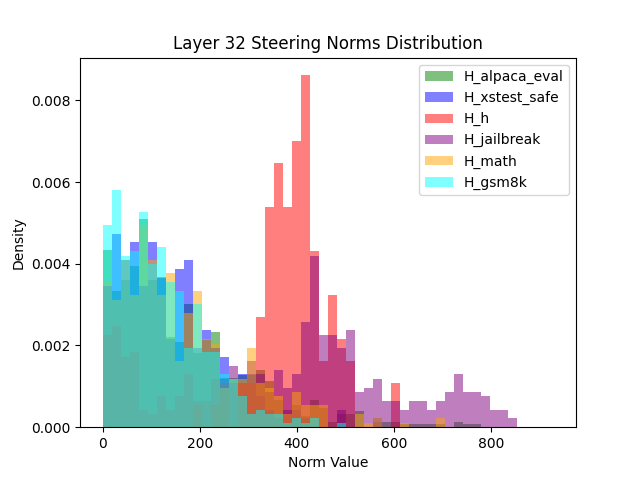 Layer 32 Steering Norms Distribution
H_alpaca_eval
H_xstest_safe
H_h
H_jailbreak
H_math
H_gsm8k
Density
0.008
0.006
0.004
0.002
0.000
0
200
400
600
800
Norm Value